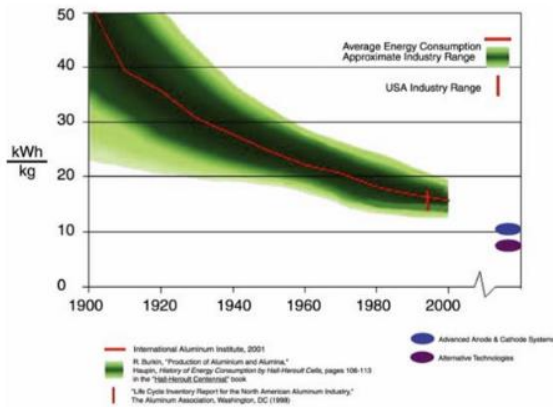 50
40
30
20
10
0
kWh
kg
Average Energy Consumption
Approximate Industry Range
USA Industry Range
1900 1920 1940 1960 1980 2000
International Aluminum Institute, 2001
R. Burkin, "Production of Aluminium and Alumina,"
Haupin, History of Energy Consumption by Hall-Heroult Cells, pages 106-113
in the "Hall-Heroult Centennial" book
"Life Cycle Inventory Report for the North American Aluminum Industry,"
The Aluminum Association, Washington, DC (1998)
Advanced Anode & Cathode Systems
Alternative Technologies